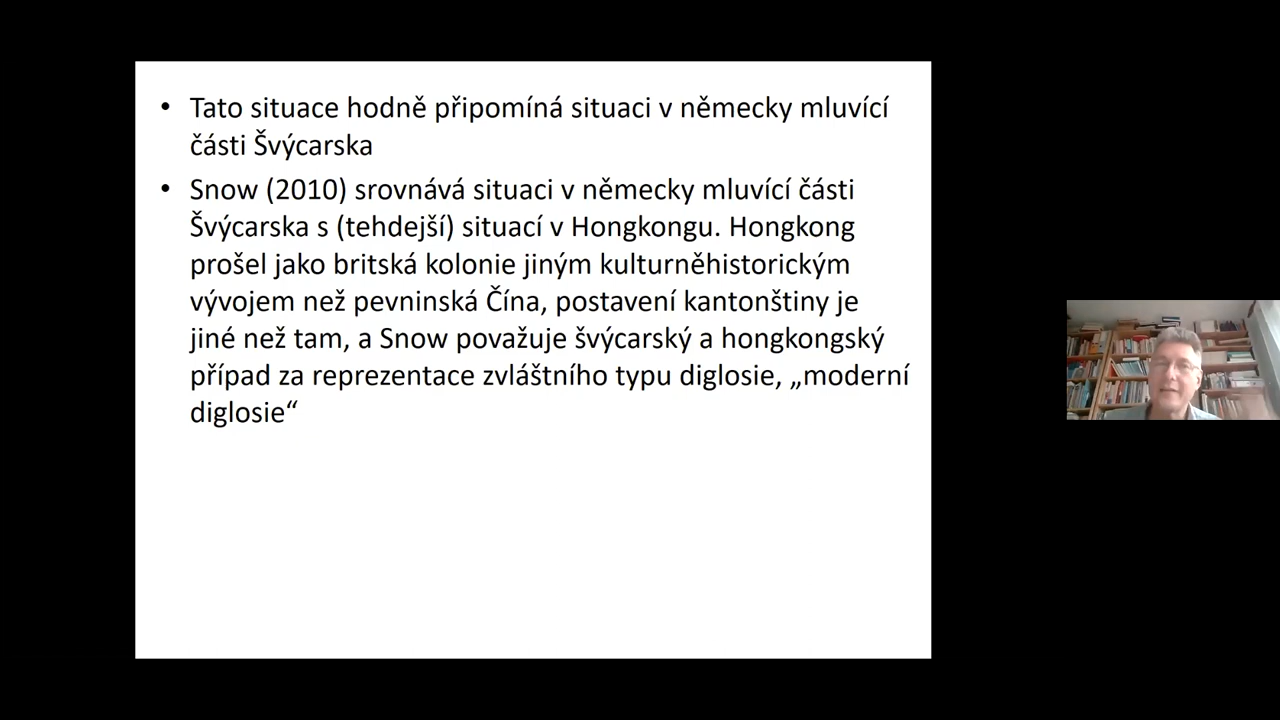 • Tato situace hodně připomíná situaci v německy mluvící
části Švýcarska
• Snow (2010) srovnává situaci v německy mluvící části
Švýcarska s (tehdejší) situací v Hongkongu. Hongkong
prošel jako britská kolonie jiným kulturněhistorickým
vývojem než pevninská Čína, postavení kantonštiny je
jiné než tam, a Snow považuje švýcarský a hongkongský
případ za reprezentace zvláštního typu diglosie, „moderní
diglosie“